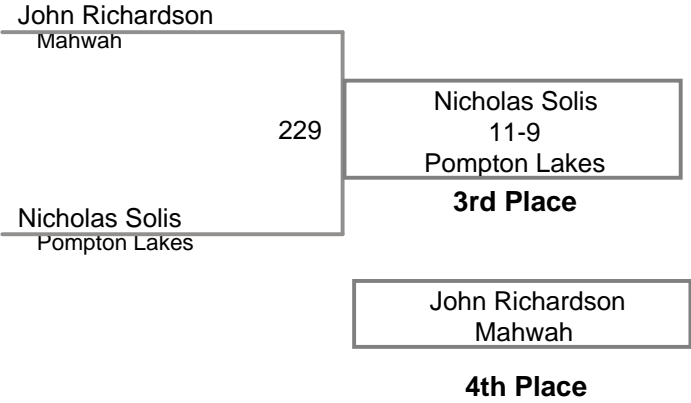 John Richardson
Mahwah
229
Nicholas Solis
11-9
Pompton Lakes
3rd Place
Nicholas Solis
Pompton Lakes
John Richardson
Mahwah
4th Place